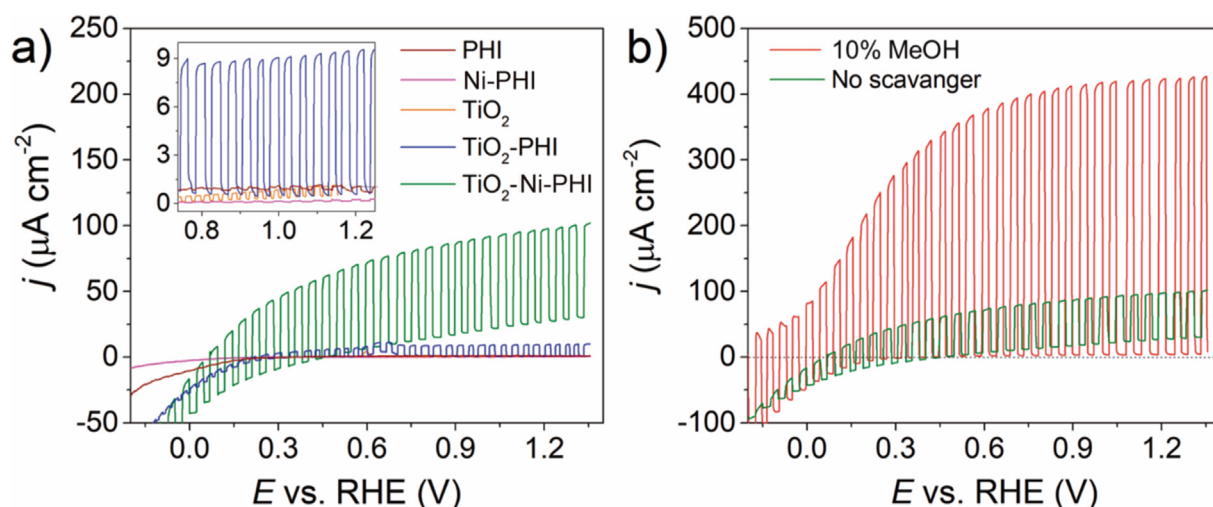 a)
250
200
150
100
50
0
-50
j (µA cm⁻²)
9
6
3
0
0.8 1.0 1.2
PHI
Ni-PHI
TiO₂
TiO₂-PHI
TiO₂-Ni-PHI
0.0 0.3 0.6 0.9 1.2
E vs. RHE (V)
b)
500
400
300
200
100
0
-100
j (µA cm⁻²)
10% MeOH
No scavanger
0.0 0.3 0.6 0.9 1.2
E vs. RHE (V)